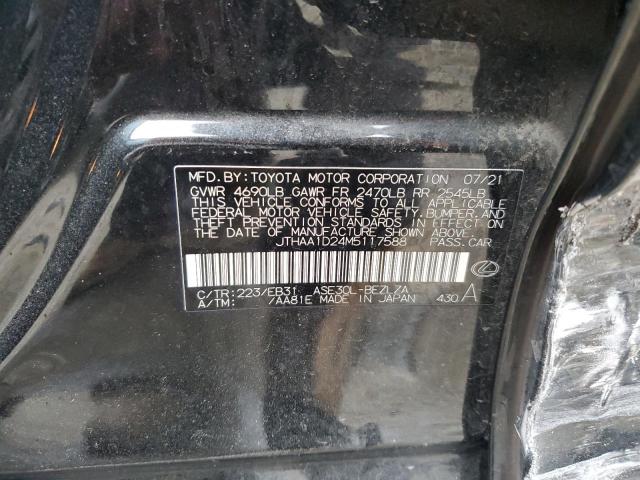 MFD. BY: TOYOTA MOTOR CORPORATION 07/21
GVWR 4690LB GAWR FR 2470LB RR 2545LB
THIS VEHICLE CONFORMS TO ALL APPLICABLE
FEDERAL MOTOR VEHICLE SAFETY, BUMPER, AND
THEFT PREVENTION STANDARDS IN EFFECT ON
THE DATE OF MANUFACTURE SHOWN ABOVE.
JTHAA1D24M5117588 PASS. CAR
C/TR: 223/EB31 ASE30L-BEZLZA
A/TM: 7AA81E MADE IN JAPAN 430 A